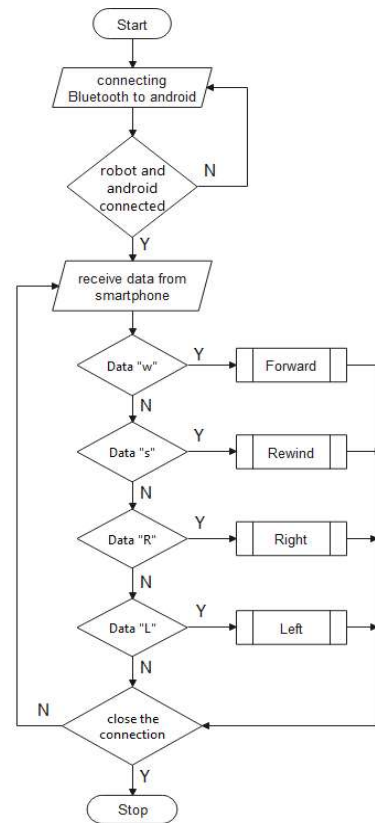 Start
connecting
Bluetooth to android
robot and
android
connected
N
Y
receive data from
smartphone
Data "w"
Y
Forward
N
Data "s"
Y
Rewind
N
Data "R"
Y
Right
N
Data "L"
Y
Left
N
close the
connection
N
Y
Stop